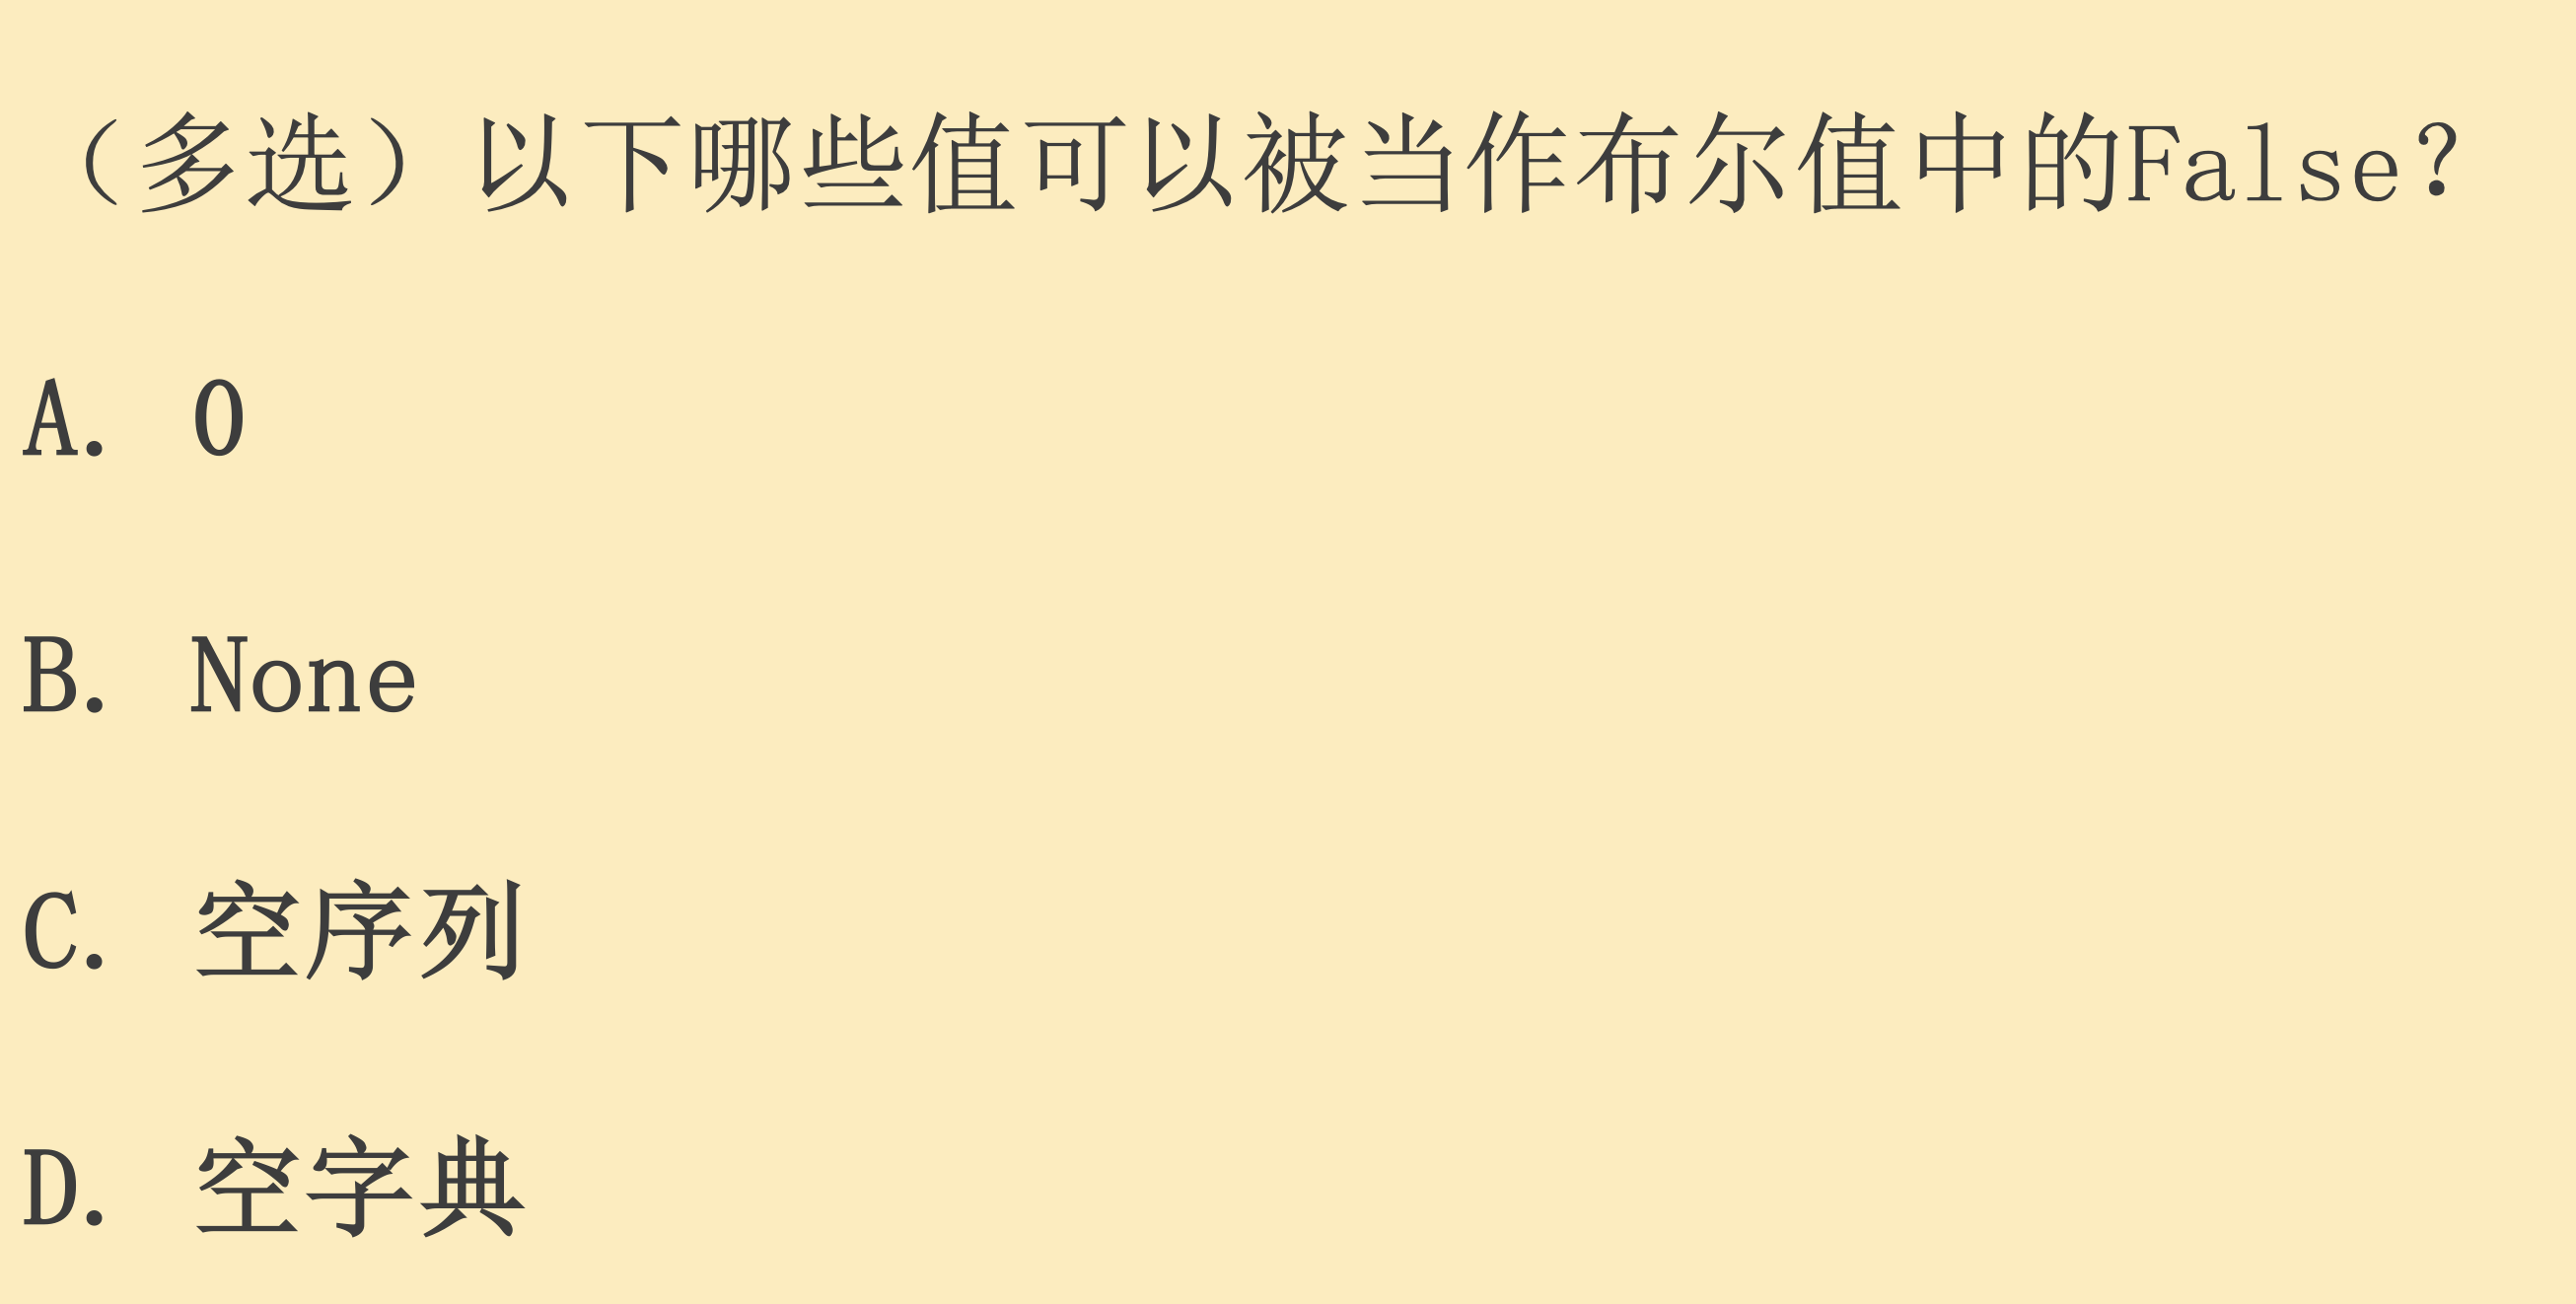 （多选）以下哪些值可以被当作布尔值中的False？
A. 0
B. None
C. 空序列
D. 空字典